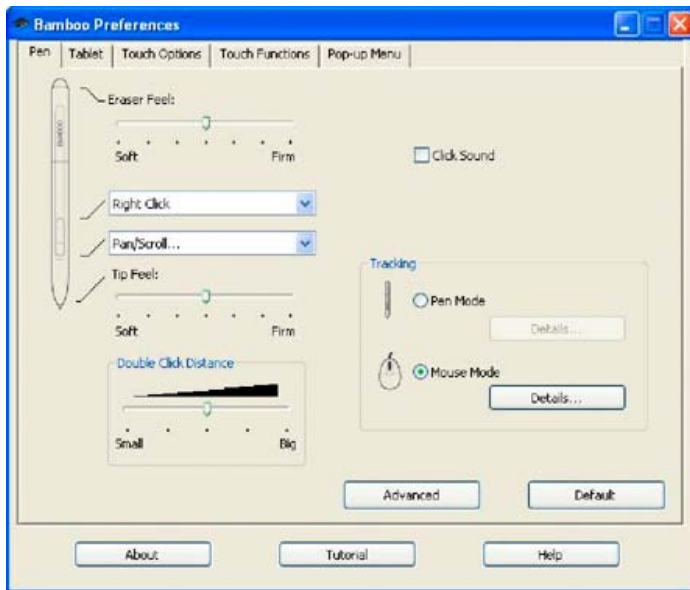 Bamboo Preferences
Pen Tablet Touch Options Touch Functions Pop-up Menu
Eraser Feel:
Soft Firm
Click Sound
Right Click
Pan/Scroll...
Tip Feel:
Soft Firm
Tracking
Pen Mode
Details...
Mouse Mode
Details...
Double Click Distance
Small Big
Advanced Default
About Tutorial Help
BAMBOO